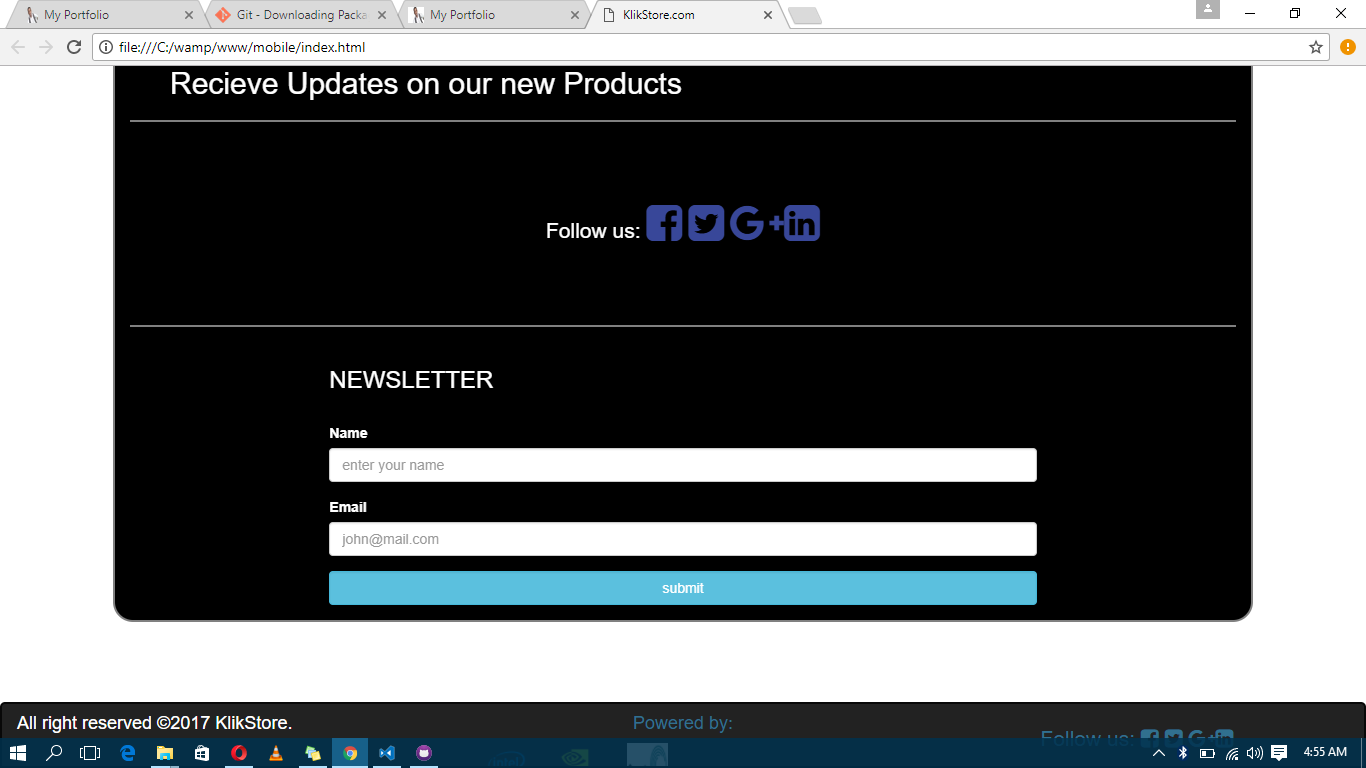 My Portfolio
Git - Downloading Packa
My Portfolio
KlikStore.com
file:///C:/wamp/www/mobile/index.html
Recieve Updates on our new Products
Follow us:
NEWSLETTER
Name
enter your name
Email
john@mail.com
submit
All right reserved ©2017 KlikStore.
Powered by:
Follow us:
4:55 AM